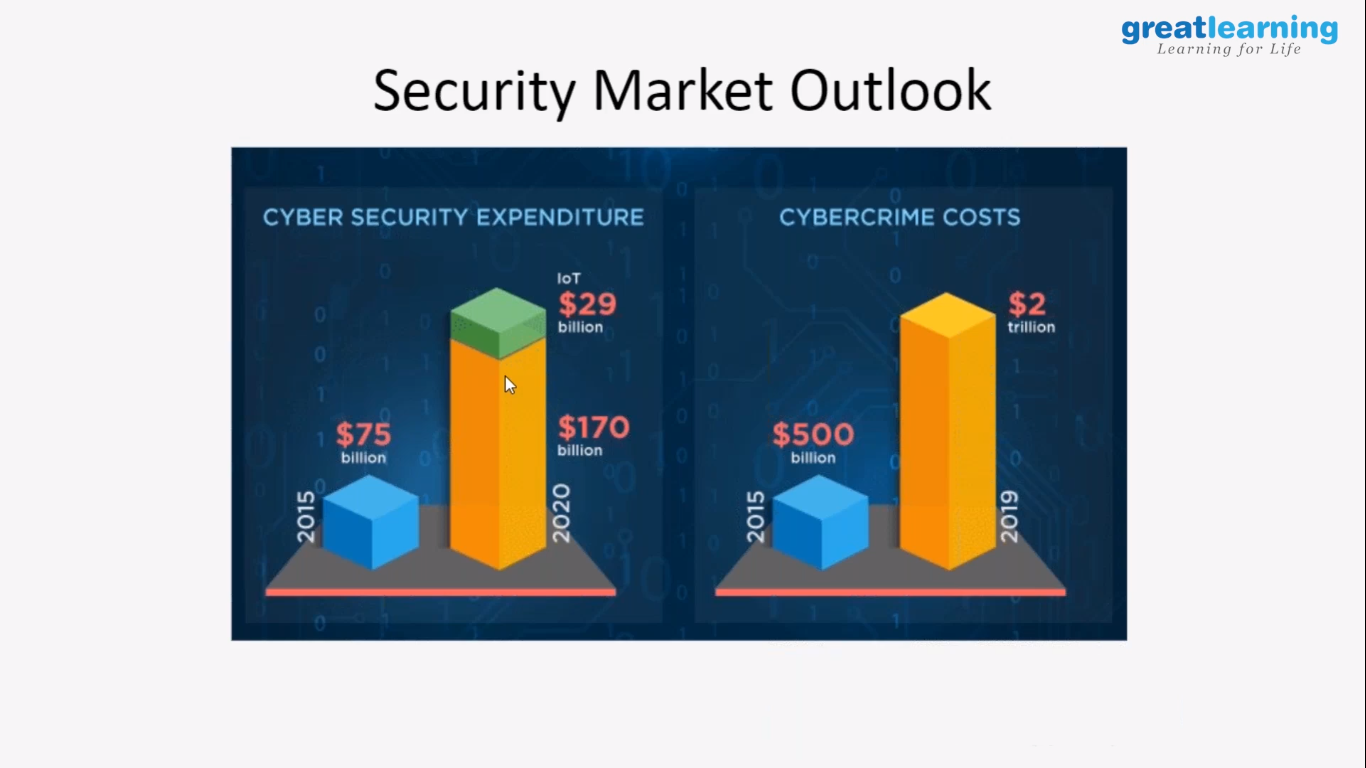 greatlearning
Learning for Life
Security Market Outlook
CYBER SECURITY EXPENDITURE
IoT
$29
billion
$75
billion
$170
billion
2015
2020
CYBERCRIME COSTS
$2
trillion
$500
billion
2015
2019